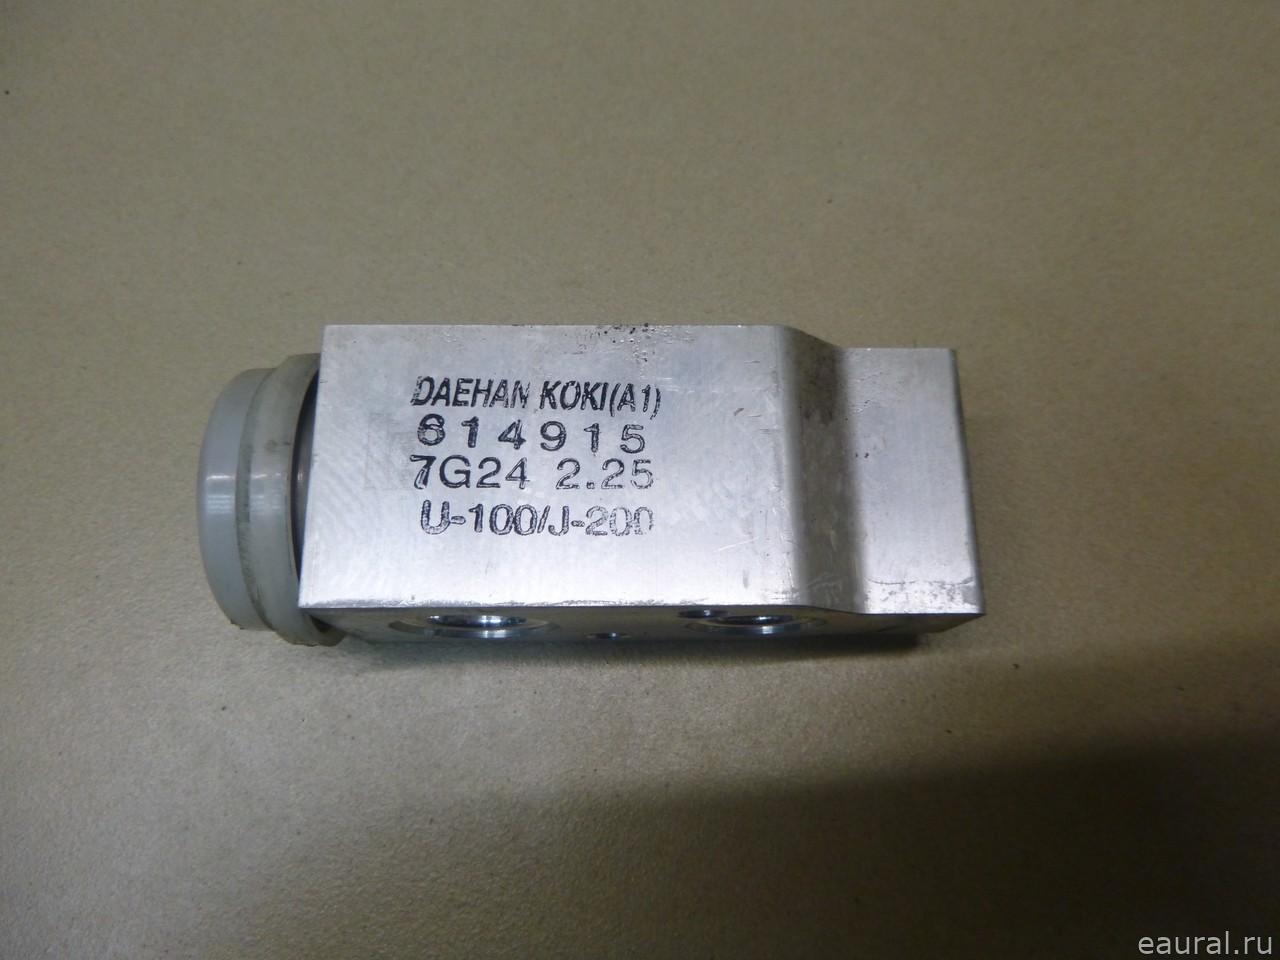 DAEHAN KOKI(A1)
614915
7G24 2.25
U-100/J-200
eaural.ru